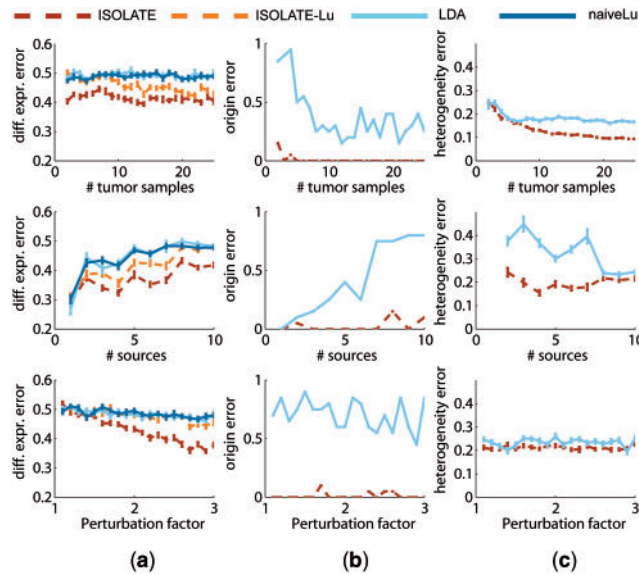 ISOLATE ISOLATE-Lu LDA naiveLu
diff. expr. error
0.6
0.5
0.4
0.3
0.2
0 10 20
# tumor samples
origin error
1
0.5
0
0 10 20
# tumor samples
heterogeneity error
0.4
0.3
0.2
0.1
0
0 10 20
# tumor samples
diff. expr. error
0.6
0.5
0.4
0.3
0.2
0 5 10
# sources
origin error
1
0.5
0
0 5 10
# sources
heterogeneity error
0.4
0.3
0.2
0.1
0
0 5 10
# sources
diff. expr. error
0.6
0.5
0.4
0.3
0.2
1 2 3
Perturbation factor
origin error
1
0.5
0
1 2 3
Perturbation factor
heterogeneity error
0.4
0.3
0.2
0.1
0
1 2 3
Perturbation factor
(a) (b) (c)